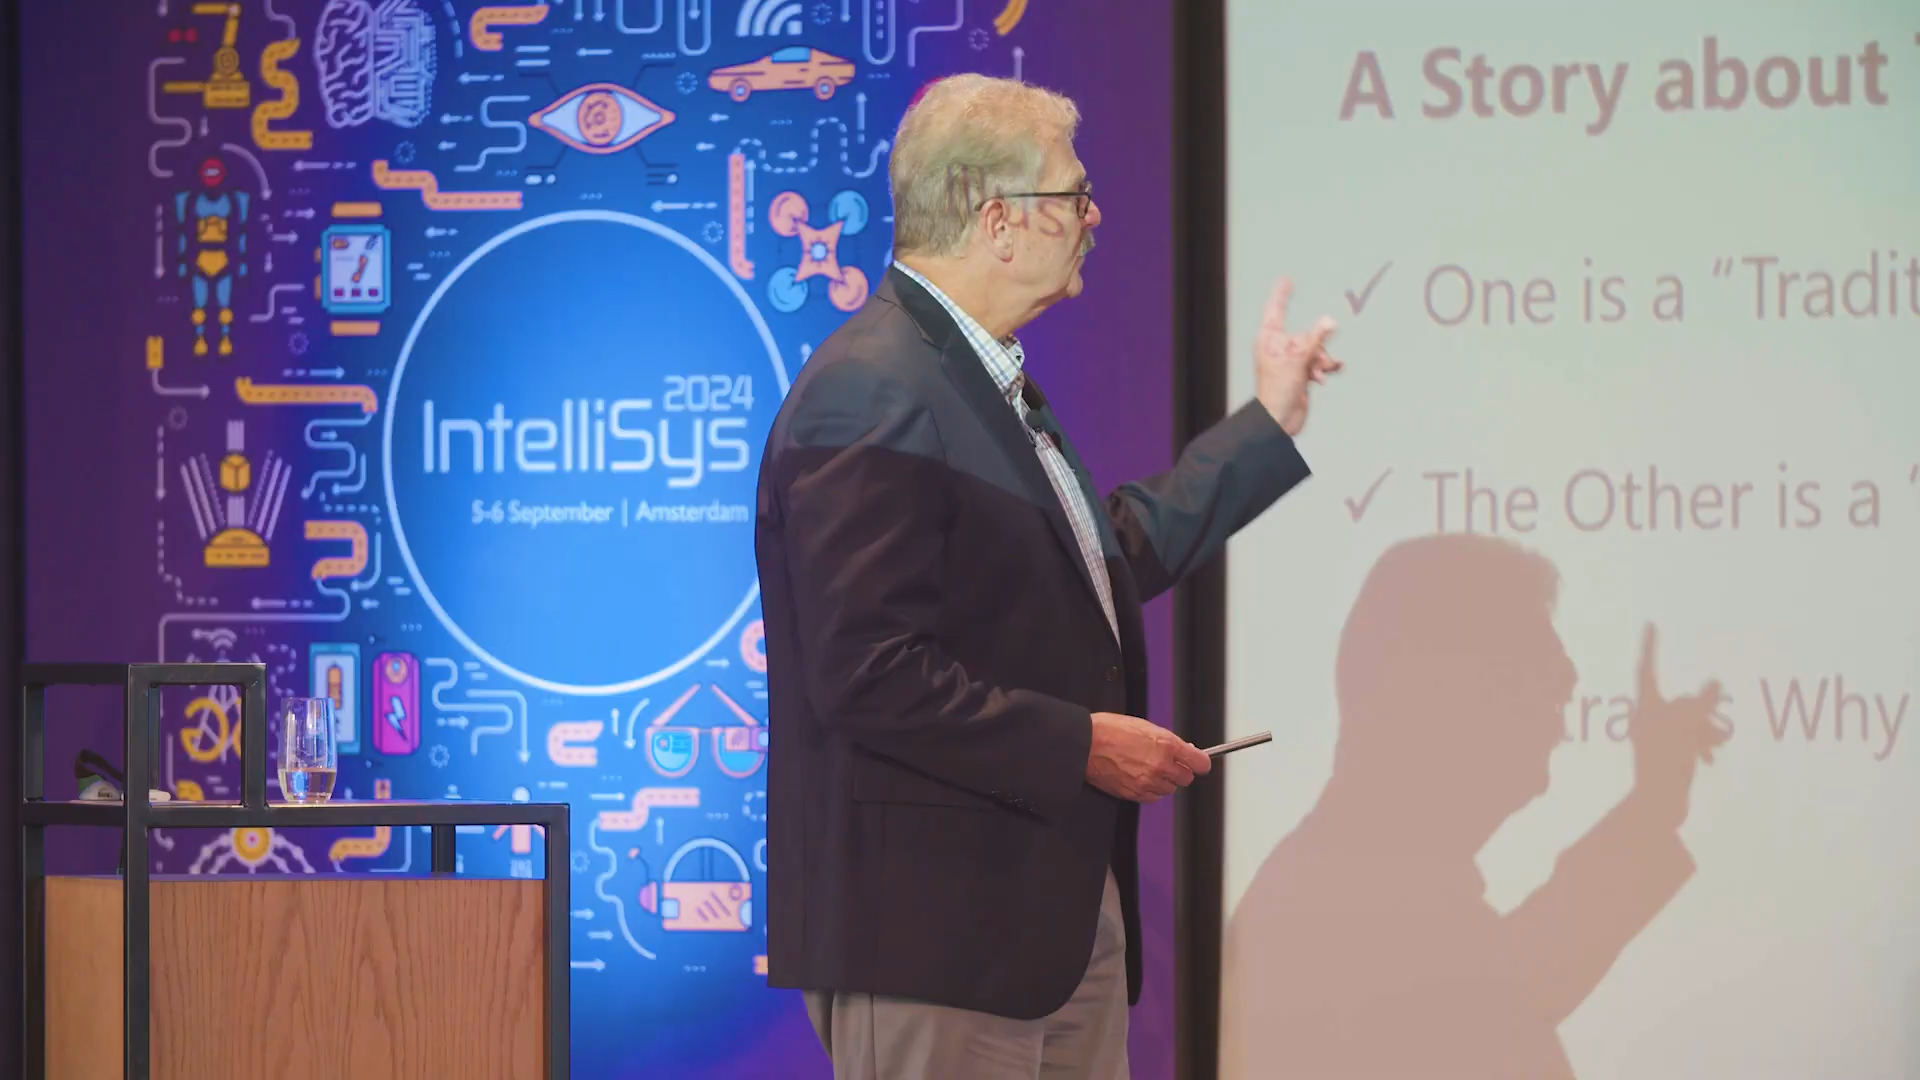 2024
IntelliSys
5-6 September | Amsterdam
A Story about
✓ One is a "Tradit
✓ The Other is a "
Why